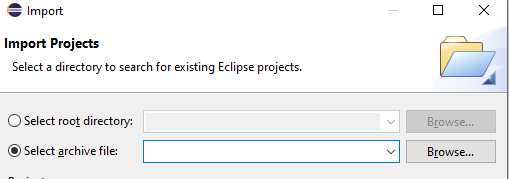 Import
Import Projects
Select a directory to search for existing Eclipse projects.
Select root directory:
Browse...
Select archive file:
Browse...